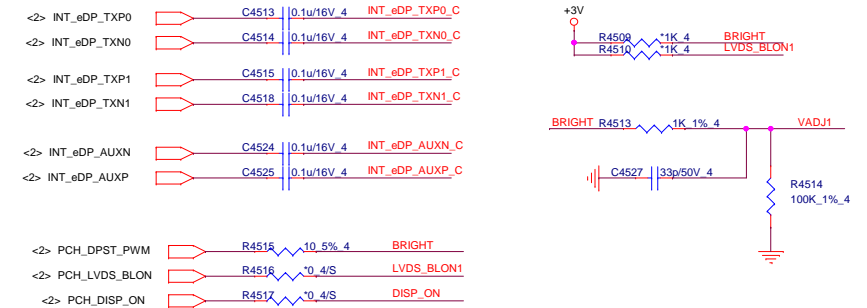 <2> INT_eDP_TXP0 C4513 0.1u/16V_4 INT_eDP_TXP0_C
<2> INT_eDP_TXN0 C4514 0.1u/16V_4 INT_eDP_TXN0_C
<2> INT_eDP_TXP1 C4515 0.1u/16V_4 INT_eDP_TXP1_C
<2> INT_eDP_TXN1 C4518 0.1u/16V_4 INT_eDP_TXN1_C
<2> INT_eDP_AUXN C4524 0.1u/16V_4 INT_eDP_AUXN_C
<2> INT_eDP_AUXP C4525 0.1u/16V_4 INT_eDP_AUXP_C
<2> PCH_DPST_PWM R4515 10_5%_4 BRIGHT
<2> PCH_LVDS_BLON R4516 *0_4/S LVDS_BLON1
<2> PCH_DISP_ON R4517 *0_4/S DISP_ON
+3V
R4509 *1K_4 BRIGHT
R4510 *1K_4 LVDS_BLON1
BRIGHT R4513 1K_1%_4 VADJ1
C4527 33p/50V_4
R4514
100K_1%_4